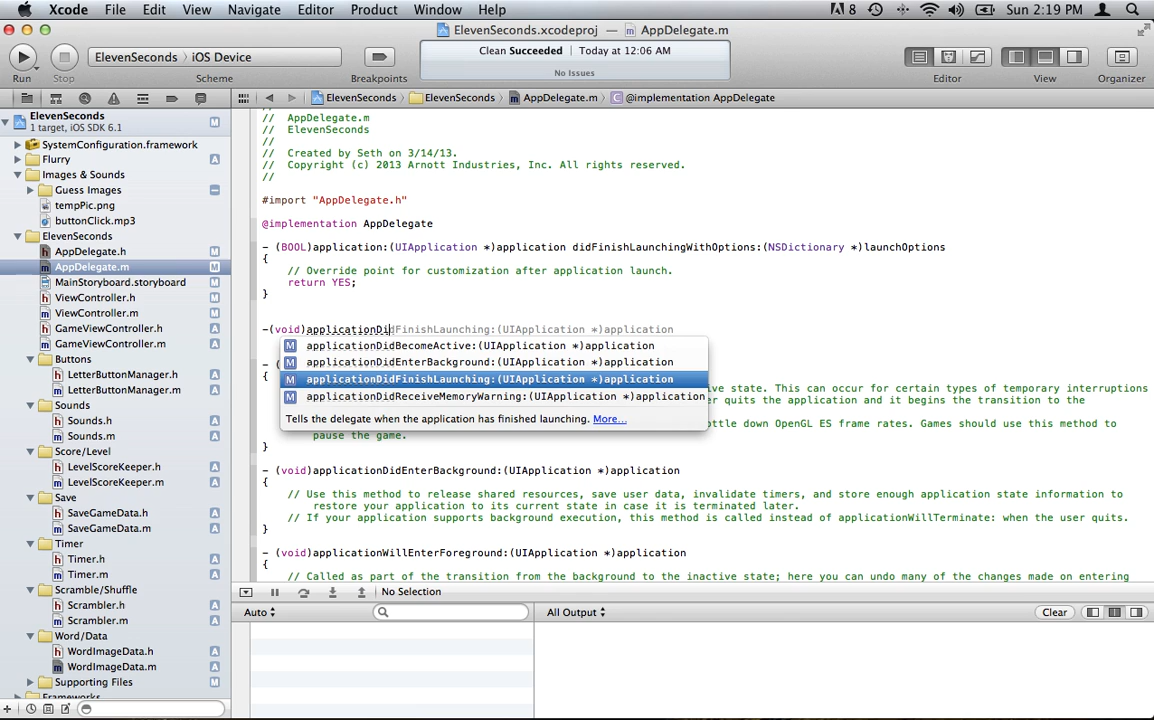 Xcode File Edit View Navigate Editor Product Window Help 8 Sun 2:19 PM
ElevenSeconds.xcodeproj — AppDelegate.m
ElevenSeconds › iOS Device
Clean Succeeded | Today at 12:06 AM
No Issues
Run Stop Scheme Breakpoints Editor View Organizer
ElevenSeconds › ElevenSeconds › AppDelegate.m › @implementation AppDelegate
ElevenSeconds M
1 target, iOS SDK 6.1
SystemConfiguration.framework
Flurry A
Images & Sounds
Guess Images
tempPic.png
buttonClick.mp3
ElevenSeconds
AppDelegate.h M
AppDelegate.m M
MainStoryboard.storyboard M
ViewController.h M
ViewController.m M
GameViewController.h A
GameViewController.m A
Buttons
LetterButtonManager.h A
LetterButtonManager.m A
Sounds
Sounds.h A
Sounds.m A
Score/Level
LevelScoreKeeper.h A
LevelScoreKeeper.m A
Save
SaveGameData.h A
SaveGameData.m A
Timer
Timer.h A
Timer.m A
Scramble/Shuffle
Scrambler.h A
Scrambler.m A
Word/Data
WordImageData.h A
WordImageData.m A
Supporting Files M
Frameworks
//
// AppDelegate.m
// ElevenSeconds
//
// Created by Seth on 3/14/13.
// Copyright (c) 2013 Arnott Industries, Inc. All rights reserved.
//
#import "AppDelegate.h"
@implementation AppDelegate
- (BOOL)application:(UIApplication *)application didFinishLaunchingWithOptions:(NSDictionary *)launchOptions
{
// Override point for customization after application launch.
return YES;
}
-(void)applicationDidFinishLaunching:(UIApplication *)application
M applicationDidBecomeActive:(UIApplication *)application
M applicationDidEnterBackground:(UIApplication *)application
M applicationDidFinishLaunching:(UIApplication *)application
M applicationDidReceiveMemoryWarning:(UIApplication *)application
Tells the delegate when the application has finished launching. More...
- (
{
ve state. This can occur for certain types of temporary interruptions
er quits the application and it begins the transition to the
ottle down OpenGL ES frame rates. Games should use this method to
pause the game.
}
- (void)applicationDidEnterBackground:(UIApplication *)application
{
// Use this method to release shared resources, save user data, invalidate timers, and store enough application state information to
restore your application to its current state in case it is terminated later.
// If your application supports background execution, this method is called instead of applicationWillTerminate: when the user quits.
}
- (void)applicationWillEnterForeground:(UIApplication *)application
{
// Called as part of the transition from the background to the inactive state; here you can undo many of the changes made on entering
No Selection
Auto All Output Clear